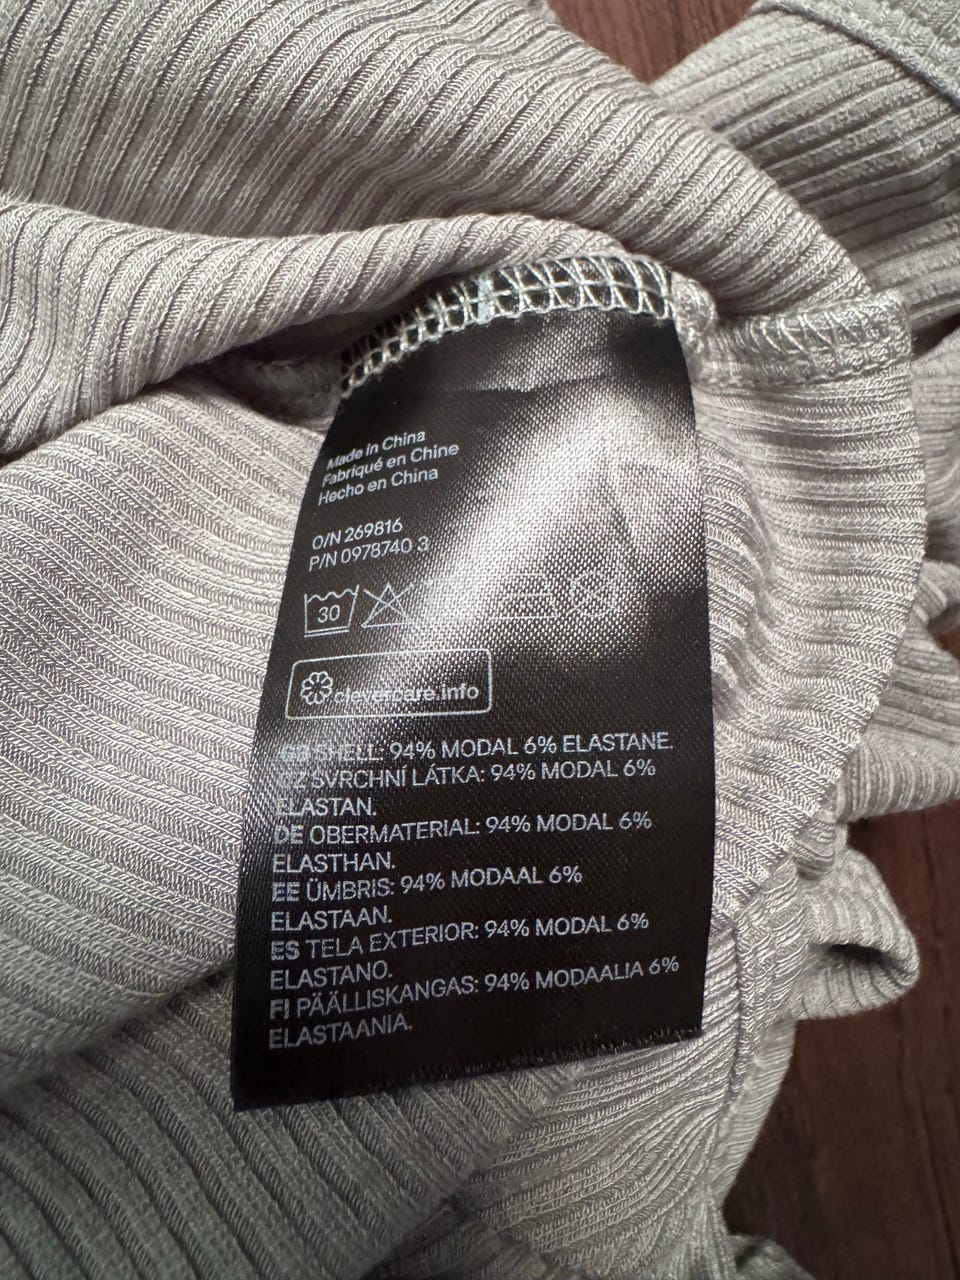 Made in China
Fabriqué en Chine
Hecho en China
O/N 269816
P/N 0978740 3
30
clevercare.info
GB SHELL: 94% MODAL 6% ELASTANE.
CZ SVRCHNÍ LÁTKA: 94% MODAL 6%
ELASTAN.
DE OBERMATERIAL: 94% MODAL 6%
ELASTHAN.
EE ÜMBRIS: 94% MODAAL 6%
ELASTAAN.
ES TELA EXTERIOR: 94% MODAL 6%
ELASTANO.
FI PÄÄLLISKANGAS: 94% MODAALIA 6%
ELASTAANIA.